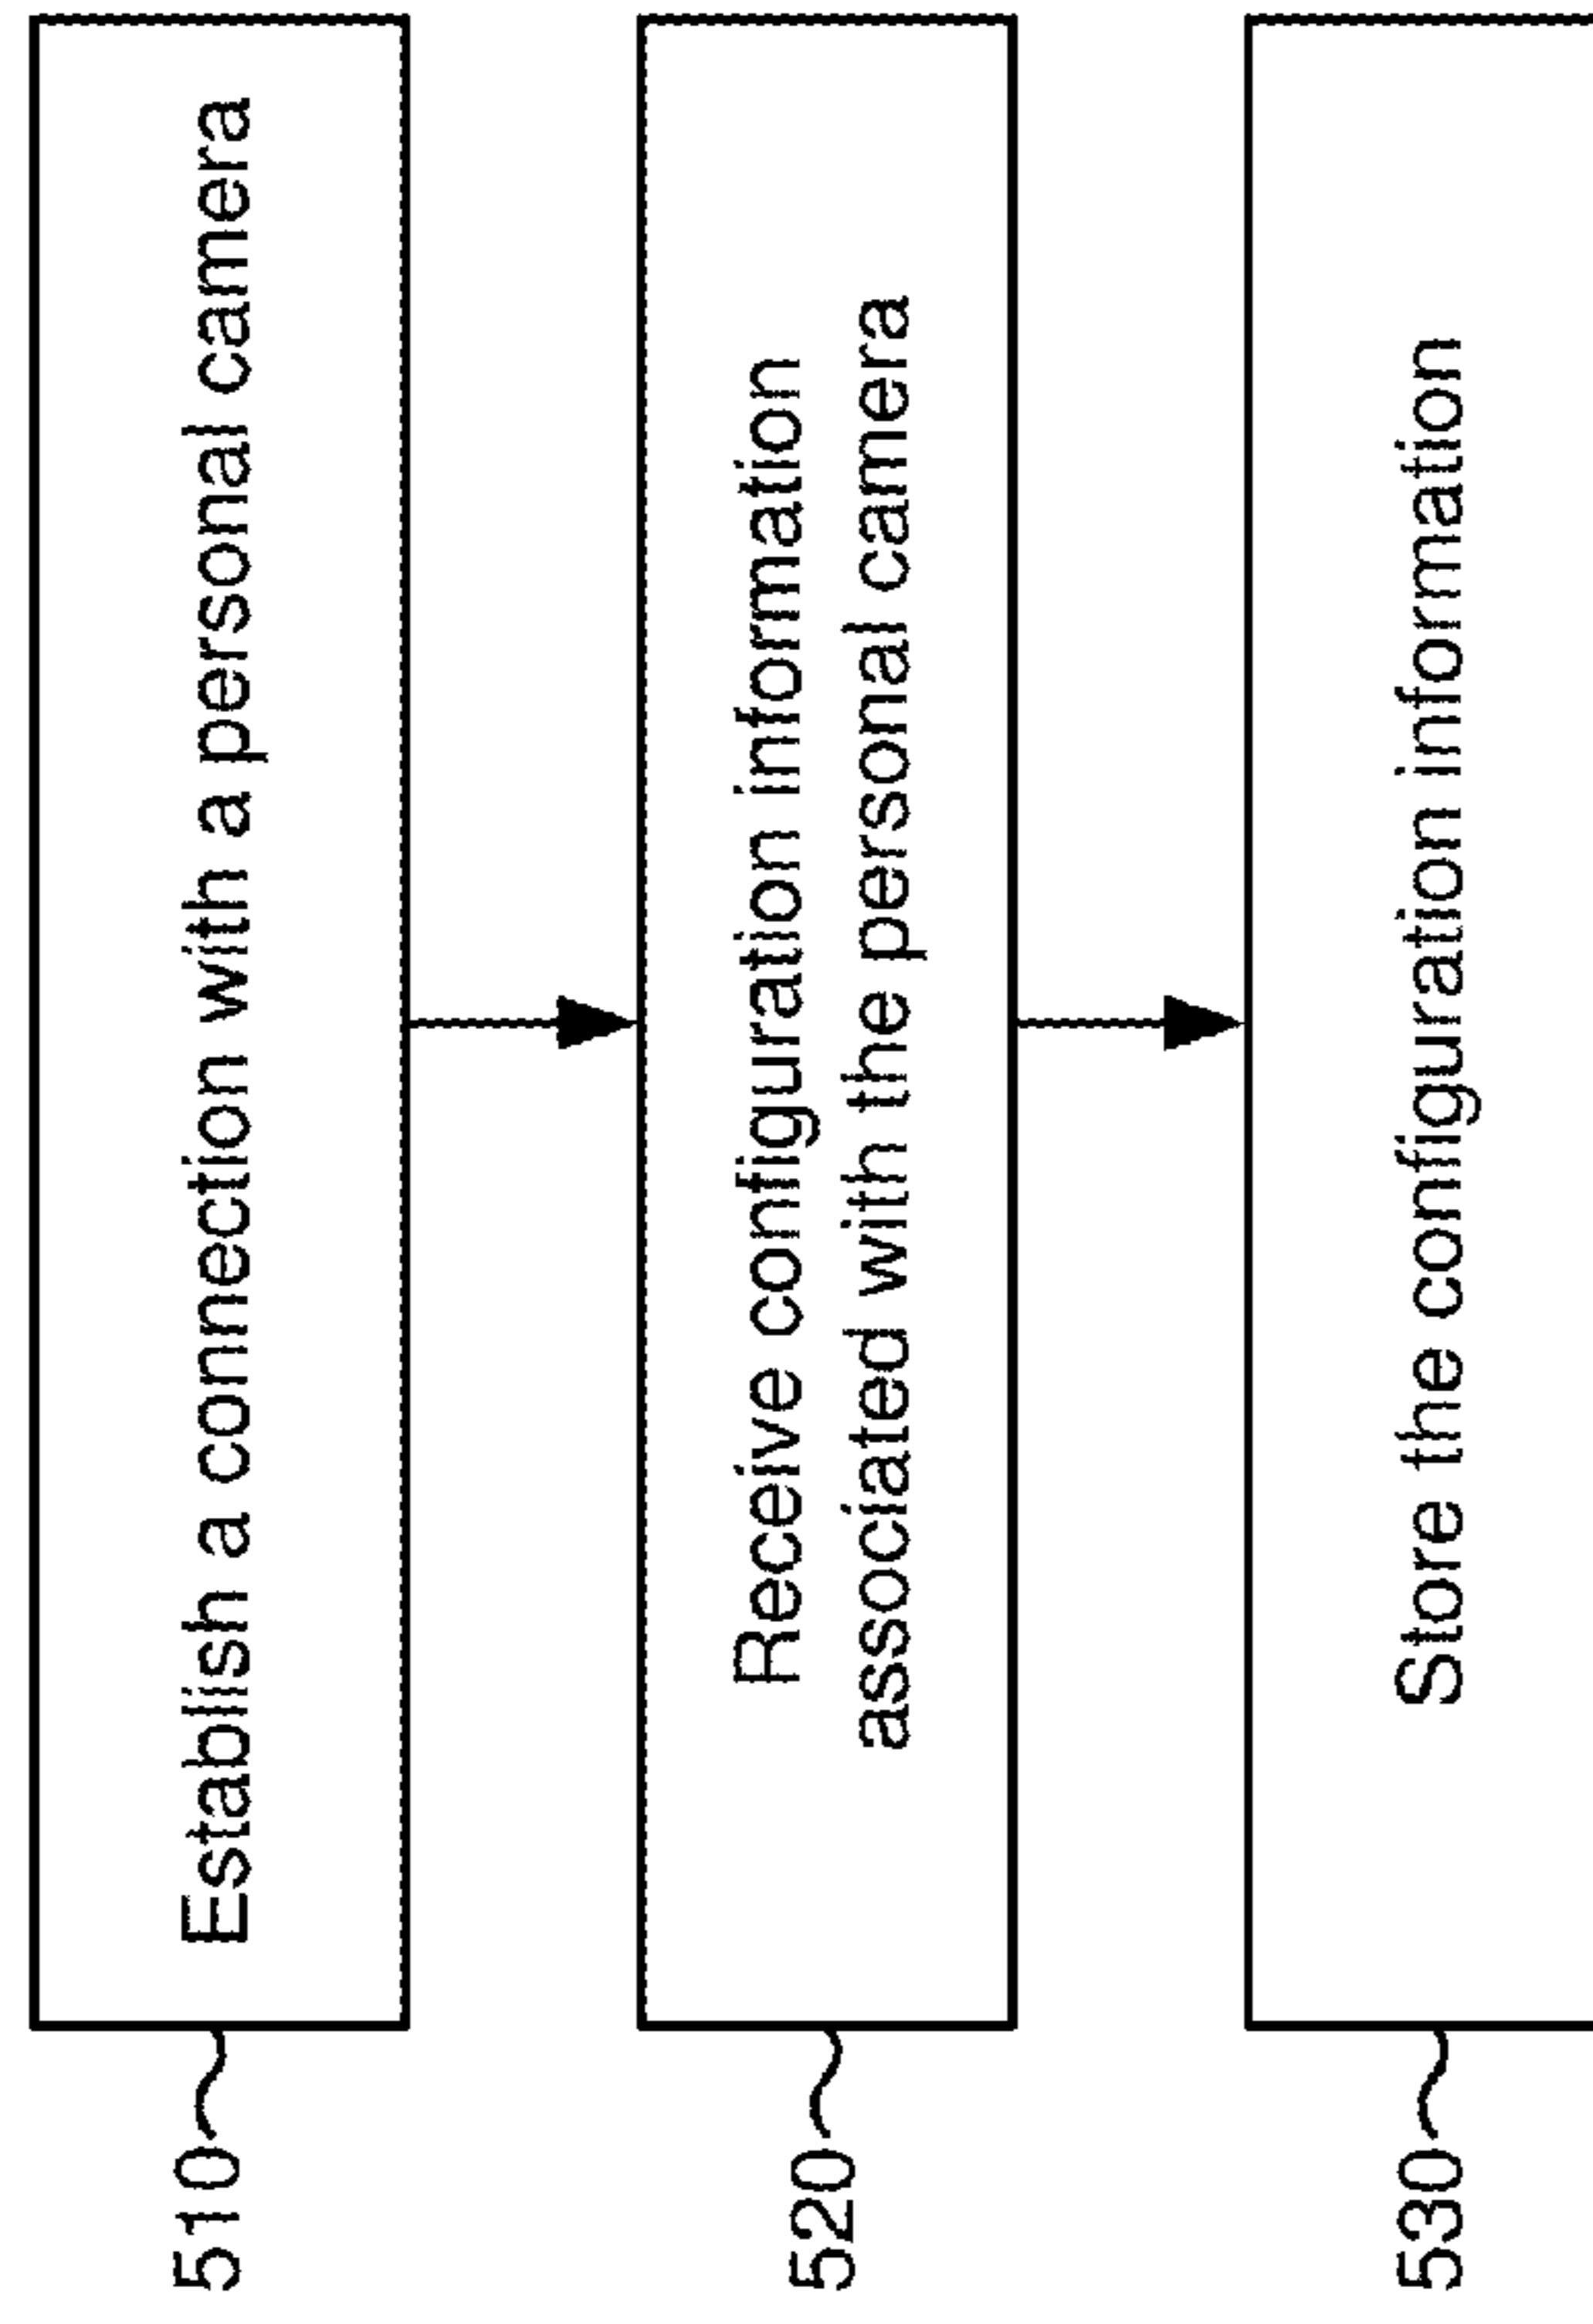 510
Establish a connection with a personal camera
520
Receive configuration information
associated with the personal camera
530
Store the configuration information